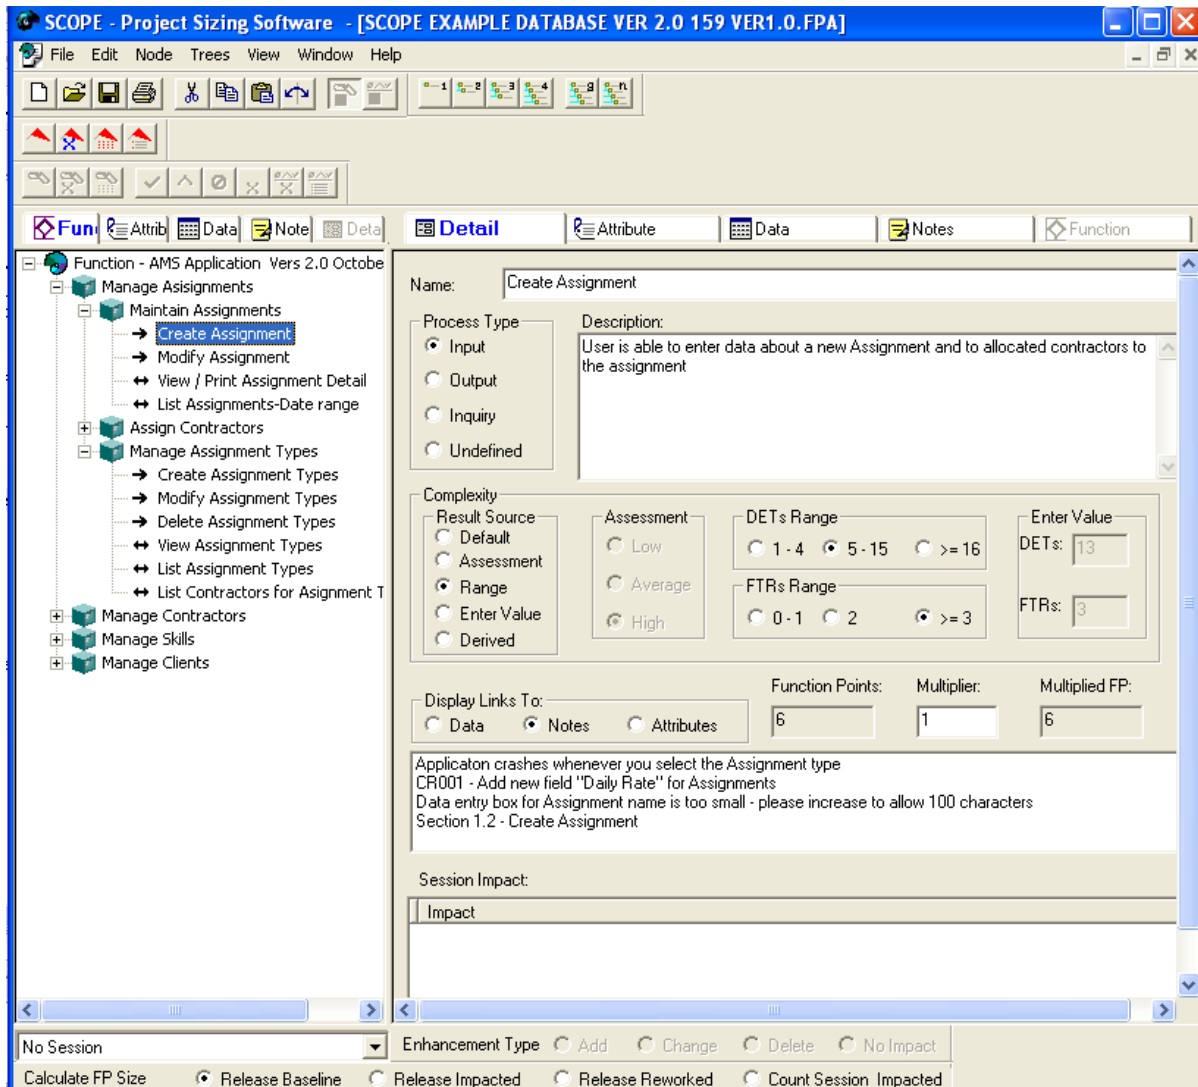 SCOPE - Project Sizing Software - [SCOPE EXAMPLE DATABASE VER 2.0 159 VER1.0.FPA]
File Edit Node Trees View Window Help
1 2 3 4 g n
Fun Attrib Data Note Deta
Detail Attribute Data Notes Function
Function - AMS Application Vers 2.0 Octobe
Manage Asisignments
Maintain Assignments
Create Assignment
Modify Assignment
View / Print Assignment Detail
List Assignments-Date range
Assign Contractors
Manage Assignment Types
Create Assignment Types
Modify Assignment Types
Delete Assignment Types
View Assignment Types
List Assignment Types
List Contractors for Asignment T
Manage Contractors
Manage Skills
Manage Clients
Name: Create Assignment
Process Type
Input
Output
Inquiry
Undefined
Description:
User is able to enter data about a new Assignment and to allocated contractors to
the assignment
Complexity
Result Source
Default
Assessment
Range
Enter Value
Derived
Assessment
Low
Average
High
DETs Range
1 - 4 5 - 15 >= 16
FTRs Range
0 - 1 2 >= 3
Enter Value
DETs: 13
FTRs: 3
Display Links To:
Data Notes Attributes
Function Points: Multiplier: Multiplied FP:
6 1 6
Applicaton crashes whenever you select the Assignment type
CR001 - Add new field "Daily Rate" for Assignments
Data entry box for Assignment name is too small - please increase to allow 100 characters
Section 1.2 - Create Assignment
Session Impact:
Impact
No Session
Enhancement Type Add Change Delete No Impact
Calculate FP Size Release Baseline Release Impacted Release Reworked Count Session Impacted